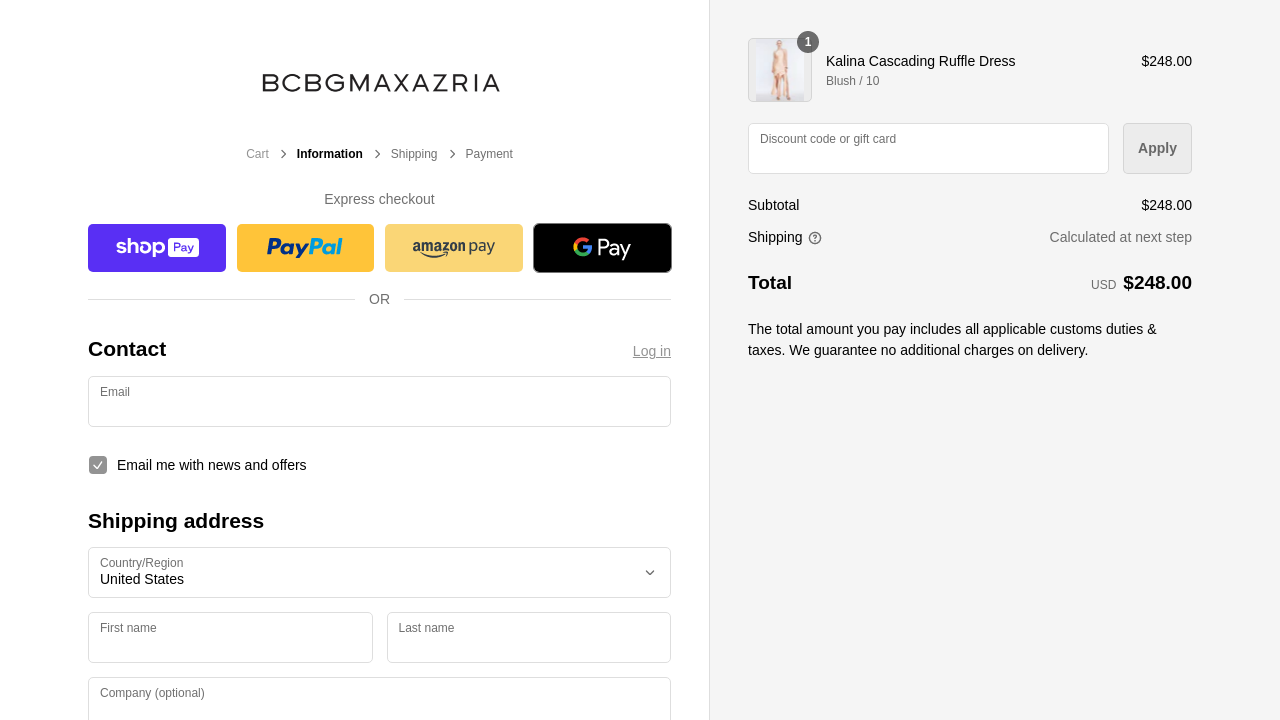 BCBGMAXAZRIA
Cart
Information
Shipping
Payment
Express checkout
shop Pay
PayPal
amazon pay
G Pay
OR
Contact
Log in
Email
Email me with news and offers
Shipping address
Country/Region
United States
First name
Last name
Company (optional)
1
Kalina Cascading Ruffle Dress
$248.00
Blush / 10
Discount code or gift card
Apply
Subtotal
$248.00
Shipping
Calculated at next step
Total
USD $248.00
The total amount you pay includes all applicable customs duties &
taxes. We guarantee no additional charges on delivery.